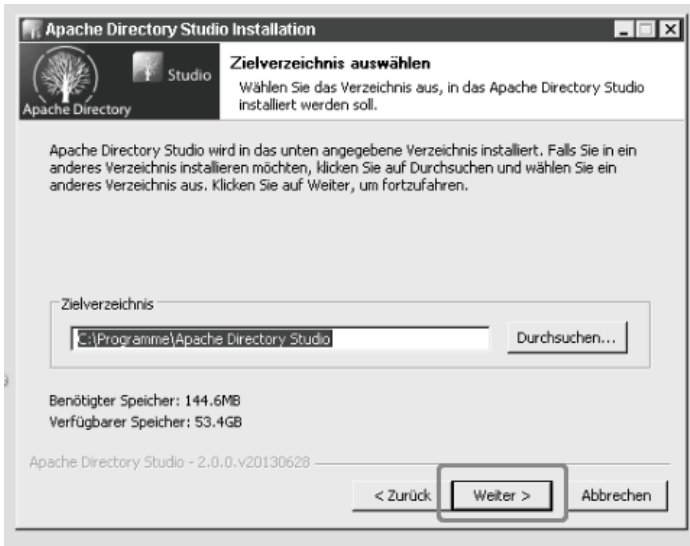 Apache Directory Studio Installation
Studio
Apache Directory
Zielverzeichnis auswählen
Wählen Sie das Verzeichnis aus, in das Apache Directory Studio
installiert werden soll.
Apache Directory Studio wird in das unten angegebene Verzeichnis installiert. Falls Sie in ein
anderes Verzeichnis installieren möchten, klicken Sie auf Durchsuchen und wählen Sie ein
anderes Verzeichnis aus. Klicken Sie auf Weiter, um fortzufahren.
Zielverzeichnis
C:\Programme\Apache Directory Studio
Durchsuchen...
Benötigter Speicher: 144.6MB
Verfügbarer Speicher: 53.4GB
Apache Directory Studio - 2.0.0.v20130628
< Zurück
Weiter >
Abbrechen